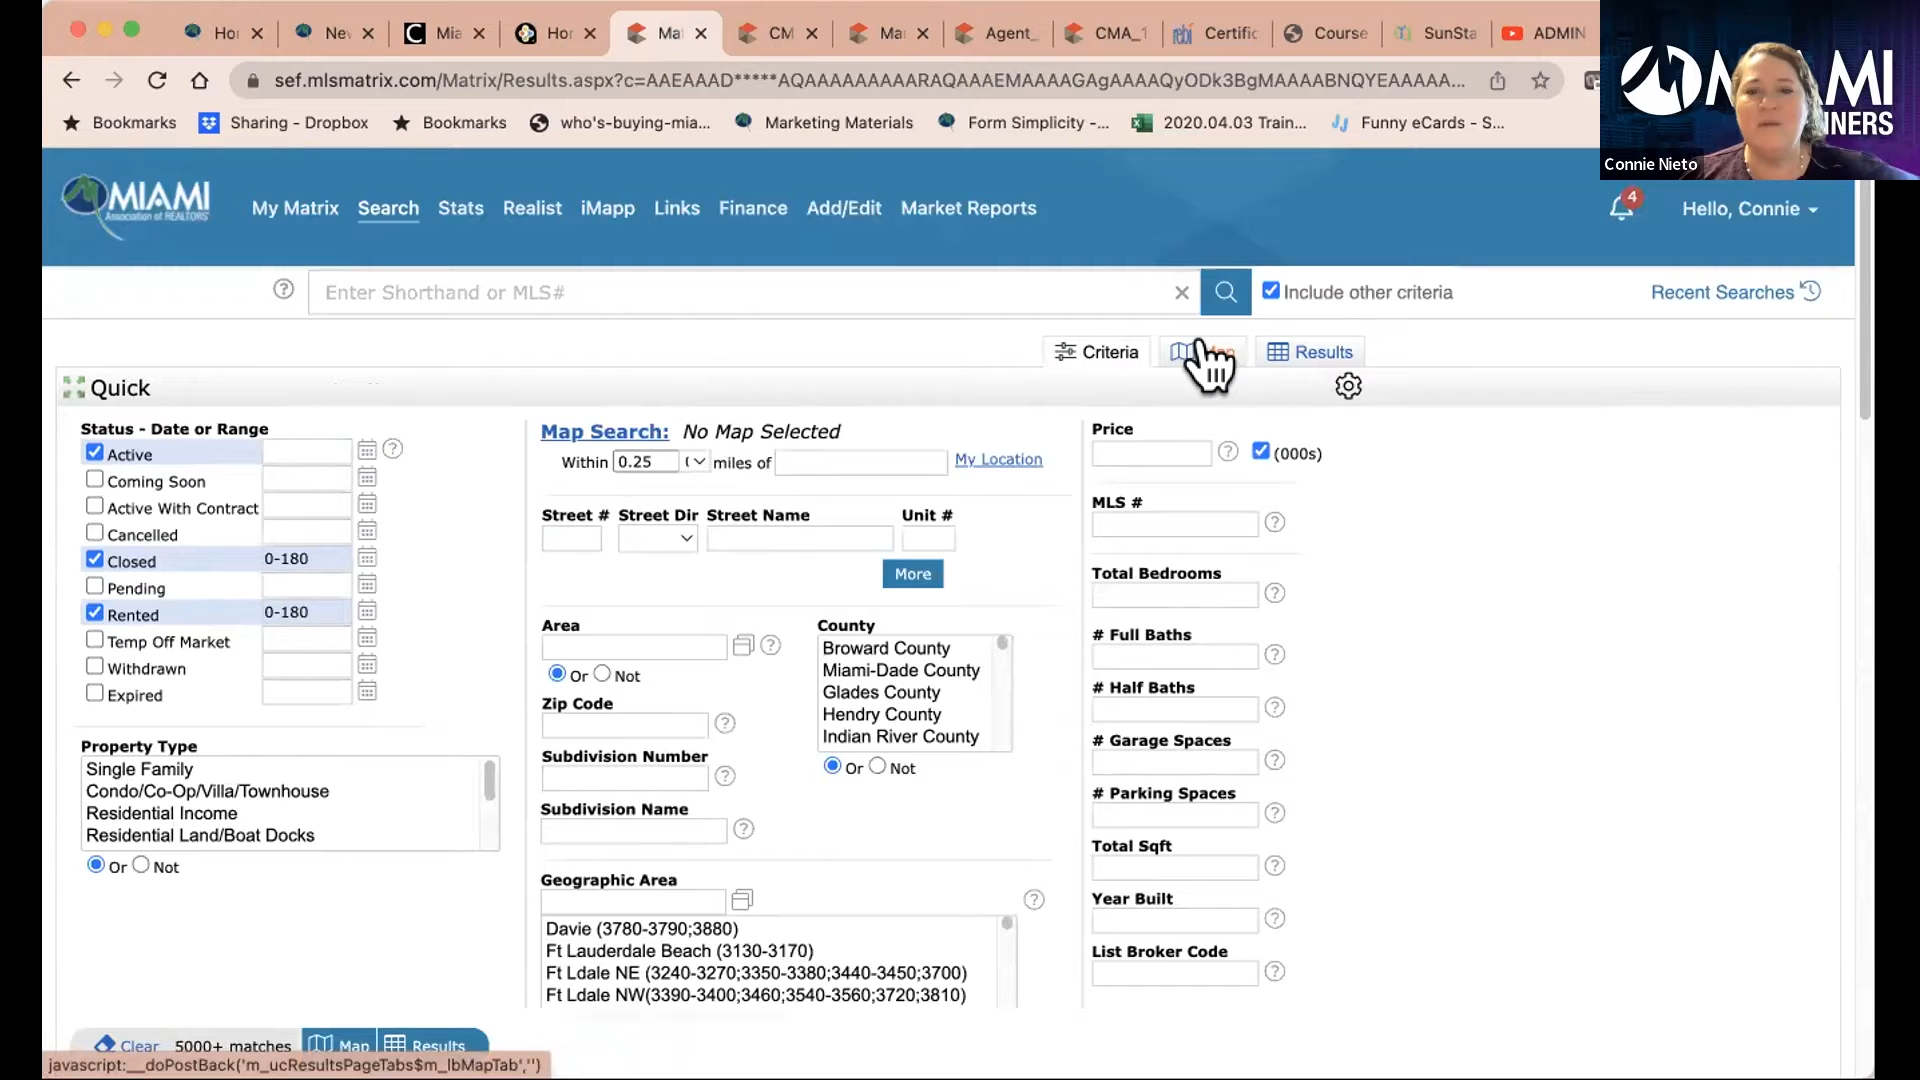 Hor
Nev
Mia
Hor
Mat
CM
Mat
Agent_
CMA_1
rebi Certific
Course
SunSta
ADMIN
sef.mlsmatrix.com/Matrix/Results.aspx?c=AAEAAAD*****AQAAAAAAAAARAQAAAEMAAAAGAgAAAAQyODk3BgMAAAABNQYEAAAAA...
Bookmarks
Sharing - Dropbox
Bookmarks
who's-buying-mia...
Marketing Materials
Form Simplicity -...
2020.04.03 Train...
Funny eCards - S...
Connie Nieto
MIAMI
Association of REALTORS®
My Matrix
Search
Stats
Realist
iMapp
Links
Finance
Add/Edit
Market Reports
4
Hello, Connie
Enter Shorthand or MLS#
Include other criteria
Recent Searches
Criteria
Results
Quick
Status - Date or Range
Active
Coming Soon
Active With Contract
Cancelled
Closed 0-180
Pending
Rented 0-180
Temp Off Market
Withdrawn
Expired
Property Type
Single Family
Condo/Co-Op/Villa/Townhouse
Residential Income
Residential Land/Boat Docks
Or Not
Map Search: No Map Selected
Within 0.25 ( miles of My Location
Street # Street Dir Street Name Unit #
More
Area
Or Not
Zip Code
Subdivision Number
Subdivision Name
County
Broward County
Miami-Dade County
Glades County
Hendry County
Indian River County
Or Not
Geographic Area
Davie (3780-3790;3880)
Ft Lauderdale Beach (3130-3170)
Ft Ldale NE (3240-3270;3350-3380;3440-3450;3700)
Ft Ldale NW(3390-3400;3460;3540-3560;3720;3810)
Price
(000s)
MLS #
Total Bedrooms
# Full Baths
# Half Baths
# Garage Spaces
# Parking Spaces
Total Sqft
Year Built
List Broker Code
Clear 5000+ matches Map Results
javascript:__doPostBack('m_ucResultsPageTabs$m_lbMapTab','')